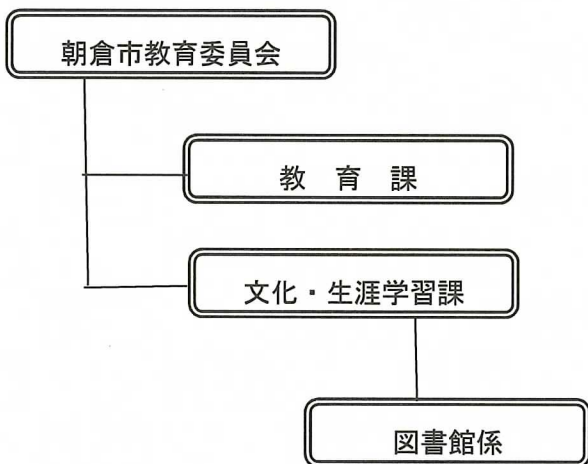 朝倉市教育委員会
教　育　課
文化・生涯学習課
図書館係